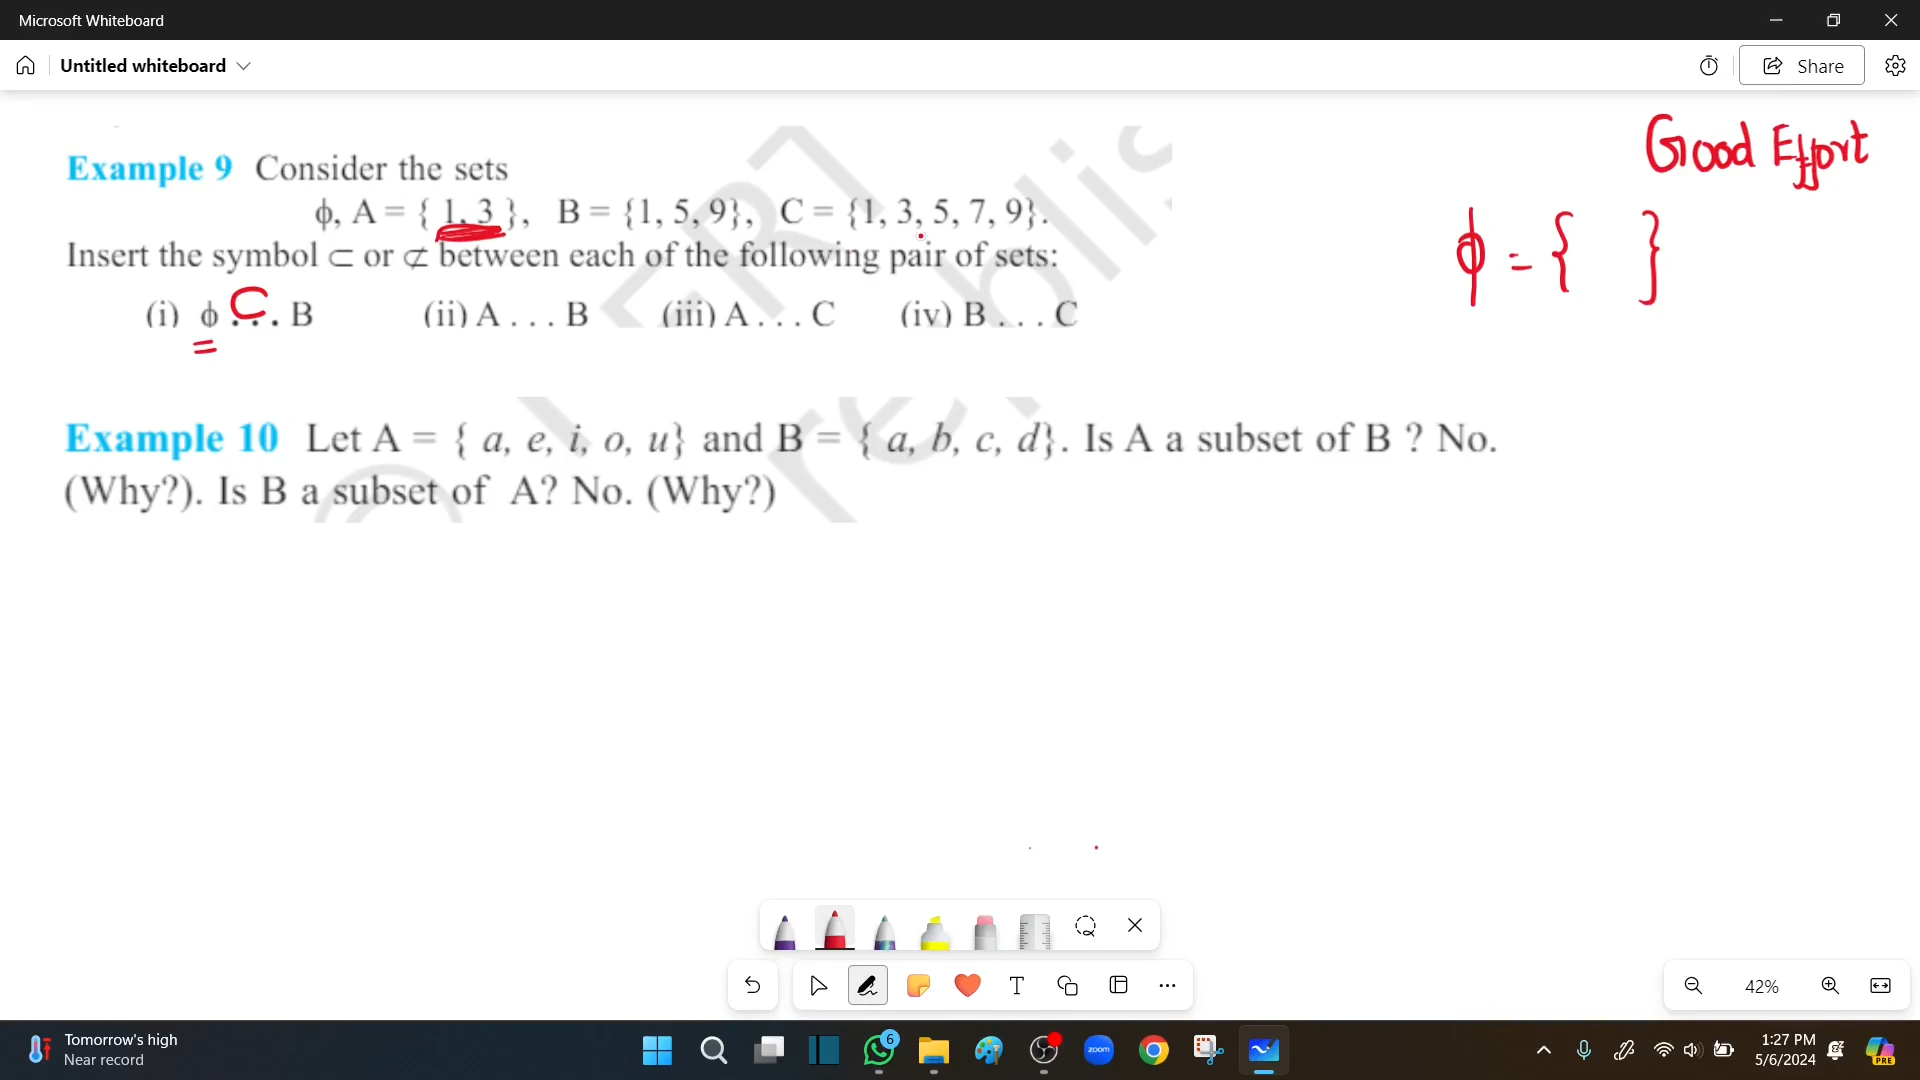 Microsoft Whiteboard
Untitled whiteboard
Share
Good Effort
Example 9 Consider the sets
ϕ, A = { 1, 3 }, B = {1, 5, 9}, C = {1, 3, 5, 7, 9}.
ϕ = { }
Insert the symbol ⊂ or ⊄ between each of the following pair of sets:
(i) ϕ ⊂ . . . B (ii) A . . . B (iii) A . . . C (iv) B . . . C
=
Example 10 Let A = { a, e, i, o, u} and B = { a, b, c, d}. Is A a subset of B ? No.
(Why?). Is B a subset of A? No. (Why?)
42%
Tomorrow's high
Near record
6
zoom
1:27 PM
5/6/2024
PRE